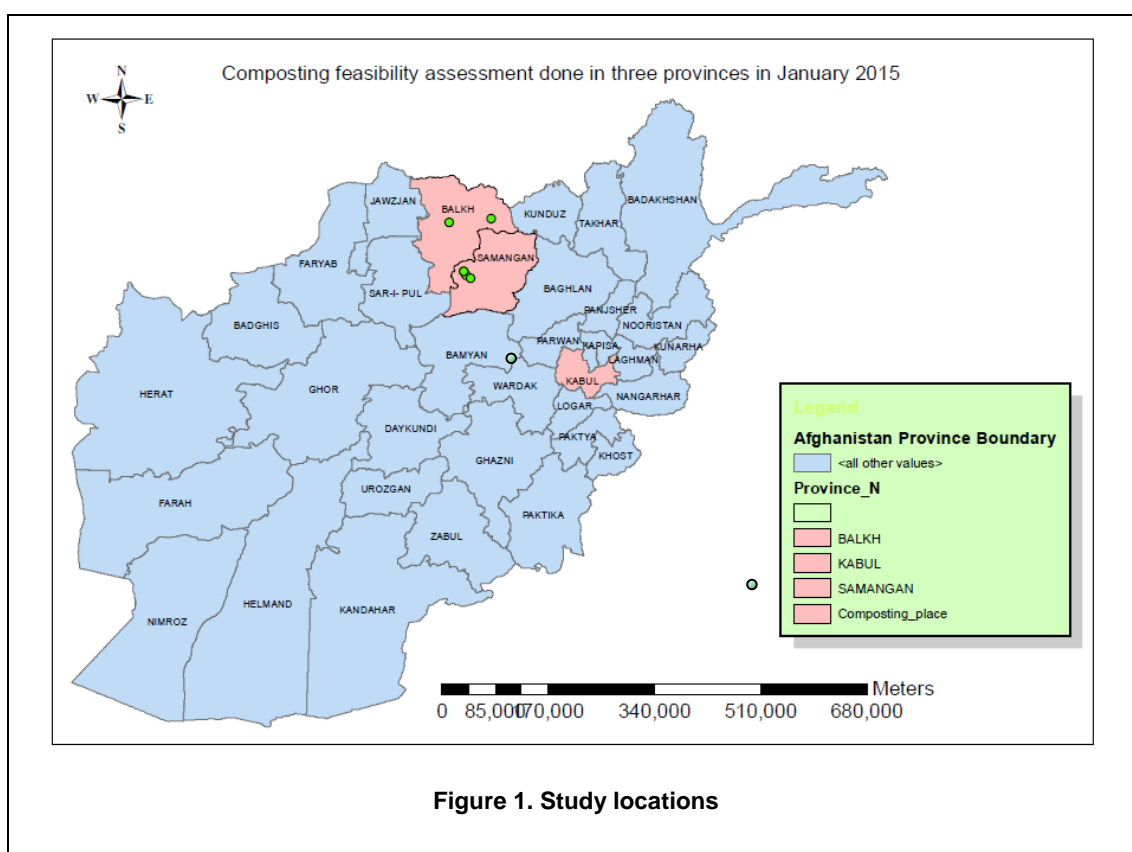 Composting feasibility assessment done in three provinces in January 2015
N
W E
S
BADAKHSHAN
JAWZJAN
BALKH
KUNDUZ
TAKHAR
FARYAB
SAMANGAN
SAR-I- PUL
BAGHLAN
PANJSHER
BADGHIS
NOORISTAN
PARWAN
KAPISA
KUNARHA
BAMYAN
LAGHMAN
KABUL
HERAT
GHOR
WARDAK
NANGARHAR
LOGAR
DAYKUNDI
PAKTYA
GHAZNI
KHOST
UROZGAN
FARAH
PAKTIKA
ZABUL
HELMAND
KANDAHAR
NIMROZ
Legend
Afghanistan Province Boundary
<all other values>
Province_N
BALKH
KABUL
SAMANGAN
Composting_place
Meters
0 85,000 170,000 340,000 510,000 680,000
Figure 1. Study locations